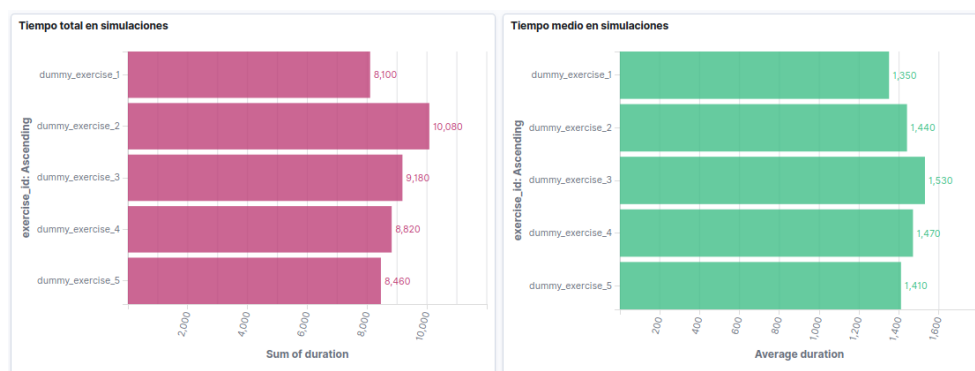 Tiempo total en simulaciones
exercise_id: Ascending
dummy_exercise_1
8,100
dummy_exercise_2
10,080
dummy_exercise_3
9,180
dummy_exercise_4
8,820
dummy_exercise_5
8,460
2,000
4,000
6,000
8,000
10,000
Sum of duration
Tiempo medio en simulaciones
exercise_id: Ascending
dummy_exercise_1
1,350
dummy_exercise_2
1,440
dummy_exercise_3
1,530
dummy_exercise_4
1,470
dummy_exercise_5
1,410
200
400
600
800
1,000
1,200
1,400
1,600
Average duration